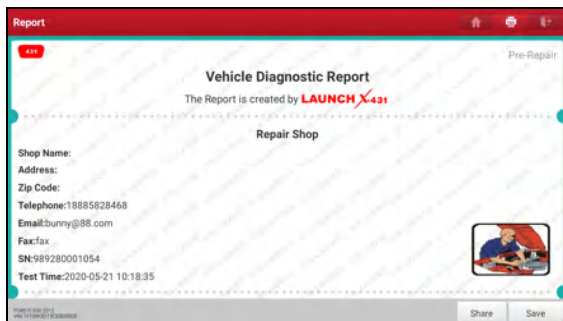 Report
431
Pre-Repair
Vehicle Diagnostic Report
The Report is created by LAUNCH X-431
Repair Shop
Shop Name:
Address:
Zip Code:
Telephone:18885828468
Email:bunny@88.com
Fax:fax
SN:989280001054
Test Time:2020-05-21 10:18:35
Share Save